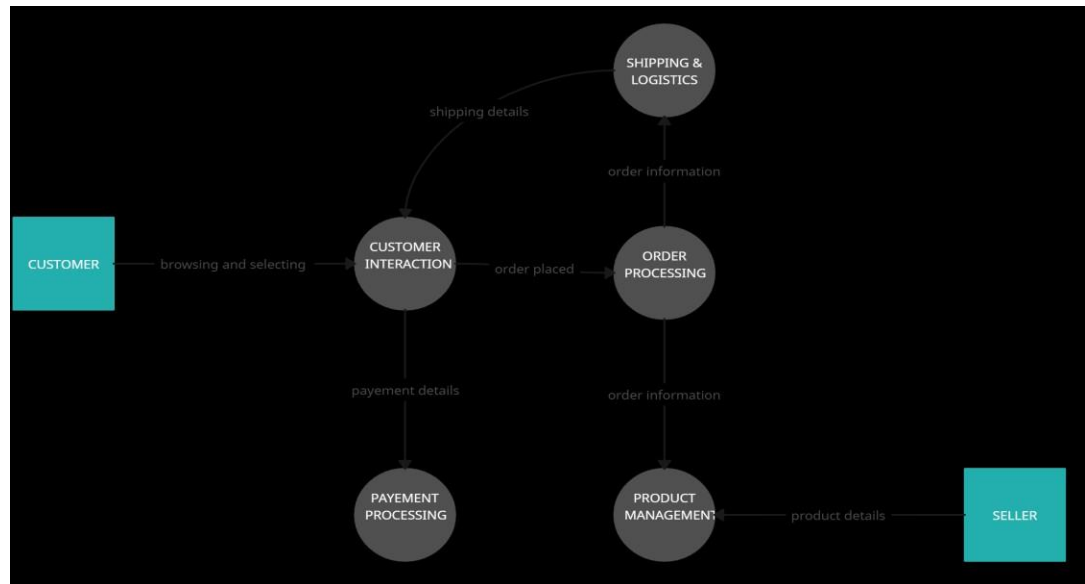 SHIPPING &
LOGISTICS
shipping details
order information
CUSTOMER
browsing and selecting
CUSTOMER
INTERACTION
order placed
ORDER
PROCESSING
payement details
order information
PAYEMENT
PROCESSING
PRODUCT
MANAGEMENT
product details
SELLER